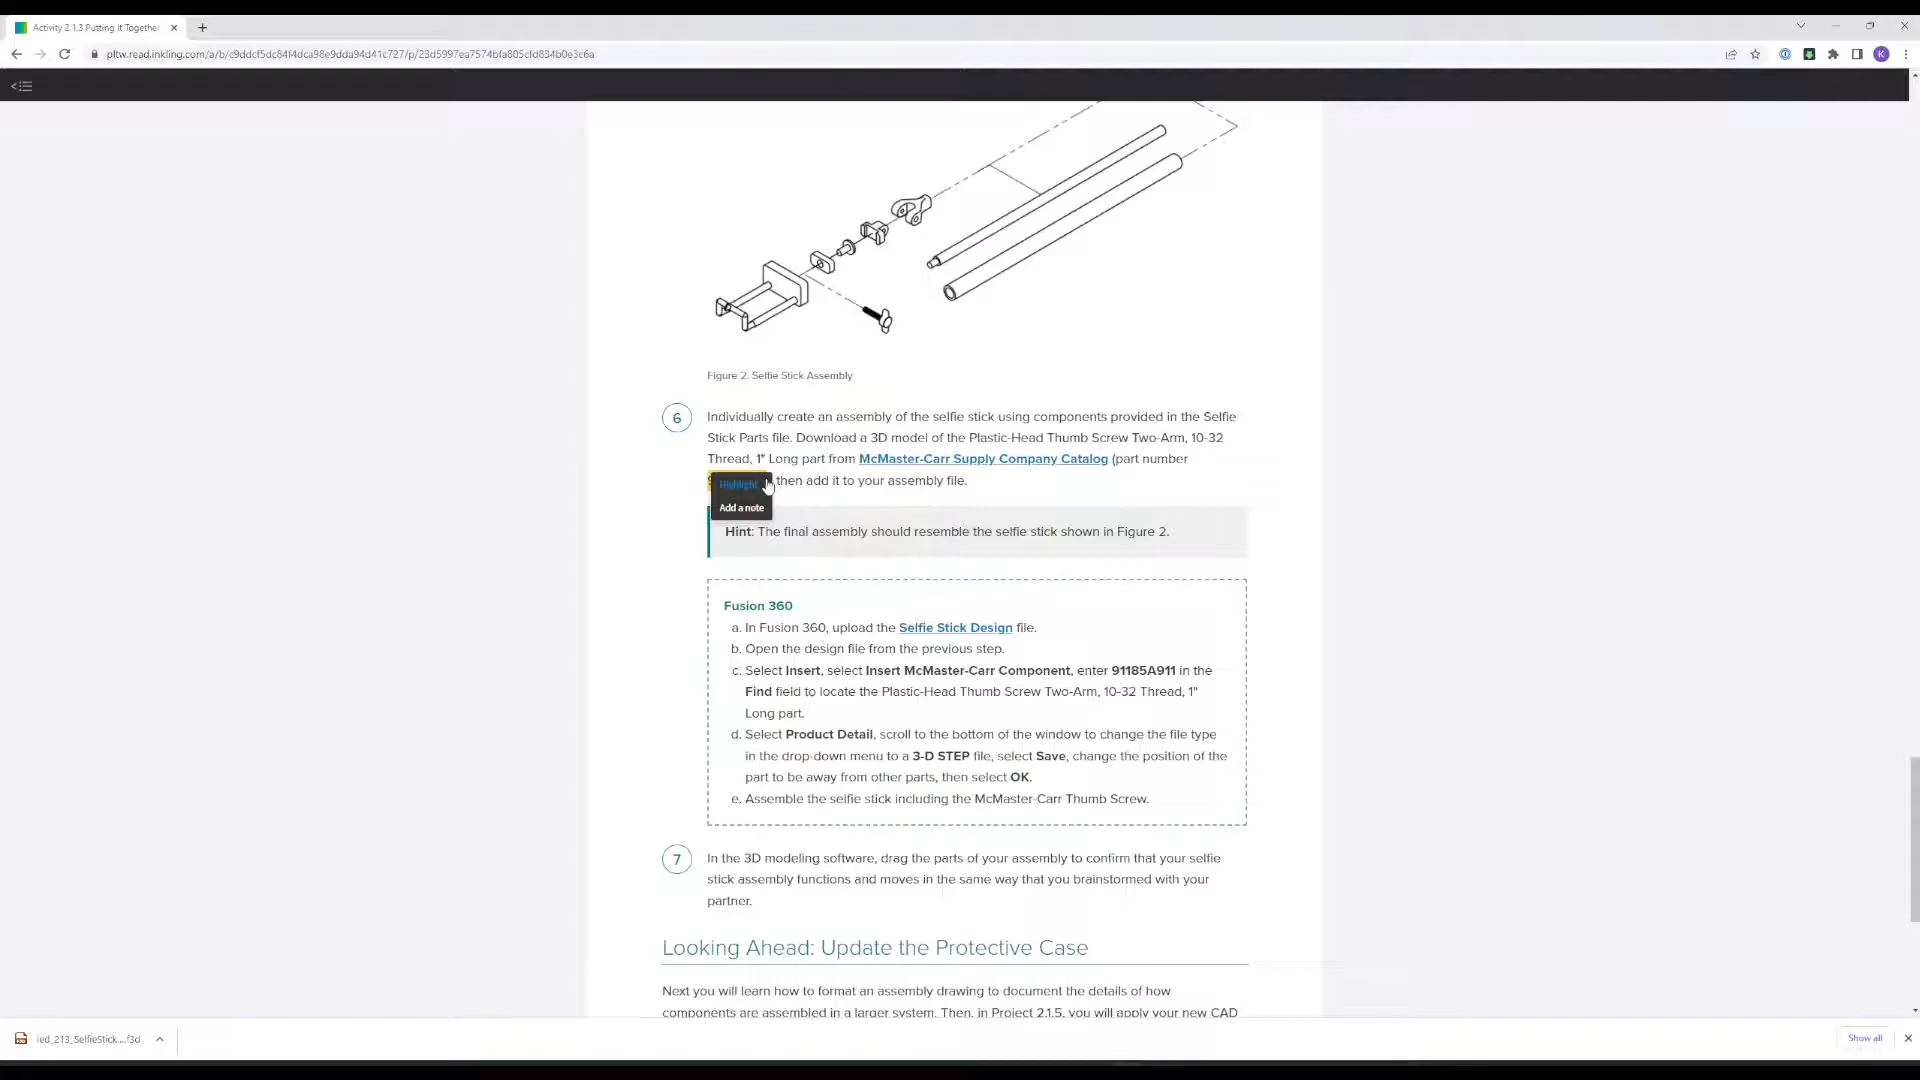 Activity 2.1.3 Putting It Together
pltw.read.inkling.com/a/b/c9ddcf5dc84f4dca98e9dda94d41c727/p/23d5997ea7574bfa805cfd834b0e3c6a
K
Figure 2. Selfie Stick Assembly
6
Individually create an assembly of the selfie stick using components provided in the Selfie
Stick Parts file. Download a 3D model of the Plastic-Head Thumb Screw Two-Arm, 10-32
Thread, 1" Long part from McMaster-Carr Supply Company Catalog (part number
then add it to your assembly file.
Highlight
Add a note
Hint: The final assembly should resemble the selfie stick shown in Figure 2.
Fusion 360
a. In Fusion 360, upload the Selfie Stick Design file.
b. Open the design file from the previous step.
c. Select Insert, select Insert McMaster-Carr Component, enter 91185A911 in the
Find field to locate the Plastic-Head Thumb Screw Two-Arm, 10-32 Thread, 1"
Long part.
d. Select Product Detail, scroll to the bottom of the window to change the file type
in the drop-down menu to a 3-D STEP file, select Save, change the position of the
part to be away from other parts, then select OK.
e. Assemble the selfie stick including the McMaster-Carr Thumb Screw.
7
In the 3D modeling software, drag the parts of your assembly to confirm that your selfie
stick assembly functions and moves in the same way that you brainstormed with your
partner.
Looking Ahead: Update the Protective Case
Next you will learn how to format an assembly drawing to document the details of how
components are assembled in a larger system. Then, in Project 2.1.5, you will apply your new CAD
ied_213_SelfieStick....f3d
Show all